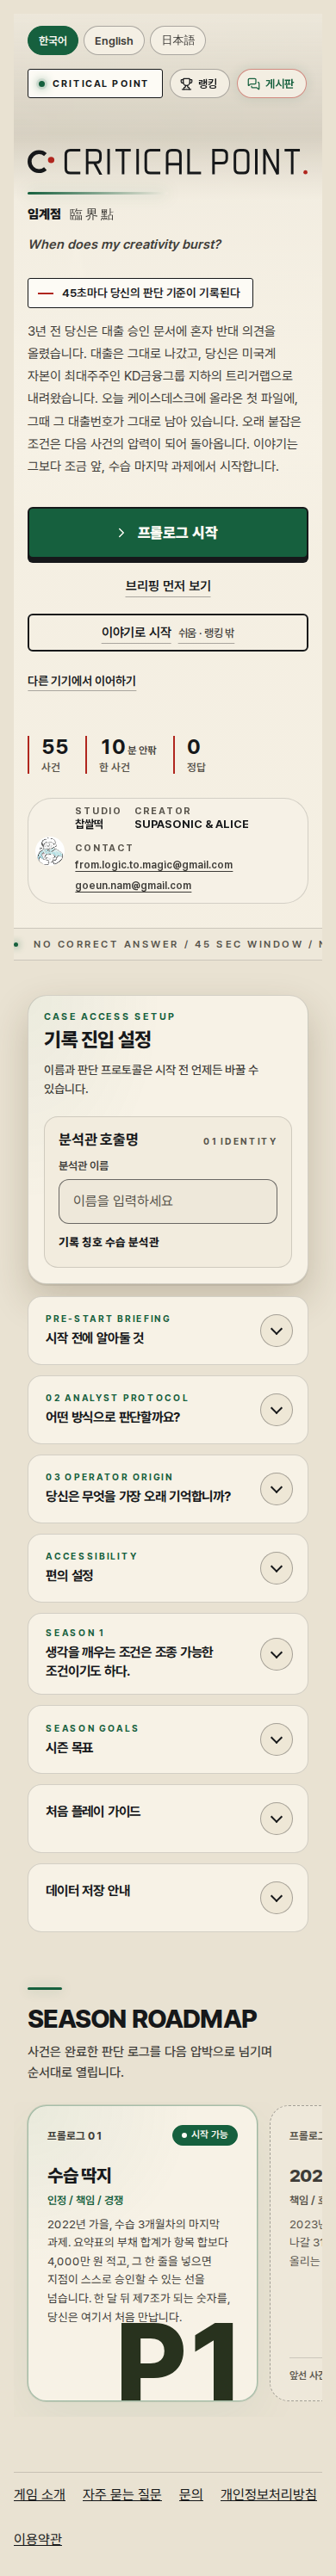 한국어 English 日本語
CRITICAL POINT 랭킹 게시판
CRITICAL POINT.
임계점 臨界點
When does my creativity burst?
45초마다 당신의 판단 기준이 기록된다
3년 전 당신은 대출 승인 문서에 혼자 반대 의견을
올렸습니다. 대출은 그대로 나갔고, 당신은 미국계
자본이 최대주주인 KD금융그룹 지하의 트리거랩으로
내려왔습니다. 오늘 케이스데스크에 올라온 첫 파일에,
그때 그 대출번호가 그대로 남아 있습니다. 오래 붙잡은
조건은 다음 사건의 압력이 되어 돌아옵니다. 이야기는
그보다 조금 앞, 수습 마지막 과제에서 시작합니다.
프롤로그 시작
브리핑 먼저 보기
이야기로 시작 쉬움 · 랭킹 밖
다른 기기에서 이어하기
55 10분 안팎 0
사건 한 사건 정답
STUDIO CREATOR
찹쌀떡 SUPASONIC & ALICE
CONTACT
from.logic.to.magic@gmail.com
goeun.nam@gmail.com
NO CORRECT ANSWER / 45 SEC WINDOW /
CASE ACCESS SETUP
기록 진입 설정
이름과 판단 프로토콜은 시작 전 언제든 바꿀 수
있습니다.
분석관 호출명 01 IDENTITY
분석관 이름
이름을 입력하세요
기록 칭호 수습 분석관
PRE-START BRIEFING
시작 전에 알아둘 것
02 ANALYST PROTOCOL
어떤 방식으로 판단할까요?
03 OPERATOR ORIGIN
당신은 무엇을 가장 오래 기억합니까?
ACCESSIBILITY
편의 설정
SEASON 1
생각을 깨우는 조건은 조종 가능한
조건이기도 하다.
SEASON GOALS
시즌 목표
처음 플레이 가이드
데이터 저장 안내
SEASON ROADMAP
사건은 완료한 판단 로그를 다음 압박으로 넘기며
순서대로 열립니다.
프롤로그 01 시작 가능
수습 딱지
인정 / 책임 / 경쟁
2022년 가을, 수습 3개월차의 마지막
과제. 요약표의 부채 합계가 항목 합보다
4,000만 원 적고, 그 한 줄을 넣으면
지점이 스스로 승인할 수 있는 선을
넘습니다. 한 달 뒤 제7조가 되는 숫자를,
당신은 여기서 처음 만납니다.
P1
프롤로그
202
책임 /
2023년
나갈 3
올리는
앞선 사건
게임 소개 자주 묻는 질문 문의 개인정보처리방침
이용약관